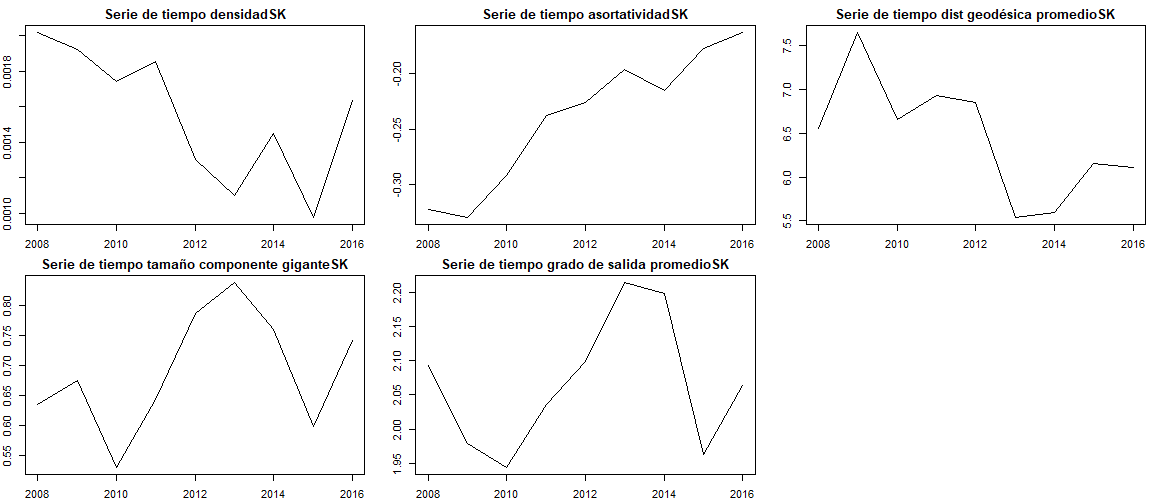 Serie de tiempo densidadSK
0.0018
0.0014
0.0010
2008 2010 2012 2014 2016
Serie de tiempo asortatividadSK
-0.20
-0.25
-0.30
2008 2010 2012 2014 2016
Serie de tiempo dist geodésica promedioSK
7.5
7.0
6.5
6.0
5.5
2008 2010 2012 2014 2016
Serie de tiempo tamaño componente giganteSK
0.80
0.75
0.70
0.65
0.60
0.55
2008 2010 2012 2014 2016
Serie de tiempo grado de salida promedioSK
2.20
2.15
2.10
2.05
2.00
1.95
2008 2010 2012 2014 2016